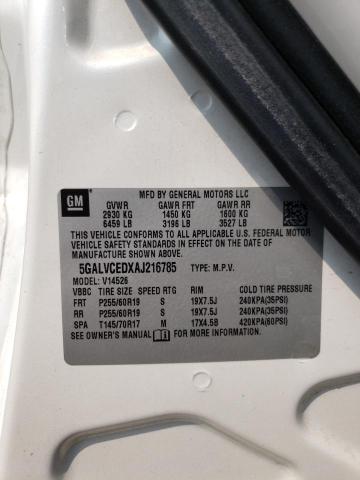 GM
MFD BY GENERAL MOTORS LLC
GVWR GAWR FRT GAWR RR
2930 KG 1450 KG 1600 KG
6459 LB 3196 LB 3527 LB
THIS VEHICLE CONFORMS TO ALL APPLICABLE U.S. FEDERAL MOTOR
VEHICLE SAFETY STANDARDS IN EFFECT ON THE DATE OF
MANUFACTURE SHOWN ABOVE.
5GALVCEDXAJ216785 TYPE: M.P.V.
MODEL: V14526
VBBC TIRE SIZE SPEED RTG RIM COLD TIRE PRESSURE
FRT P255/60R19 S 19X7.5J 240KPA(35PSI)
RR P255/60R19 S 19X7.5J 240KPA(35PSI)
SPA T145/70R17 M 17X4.5B 420KPA(60PSI)
SEE OWNER'S MANUAL FOR MORE INFORMATION.